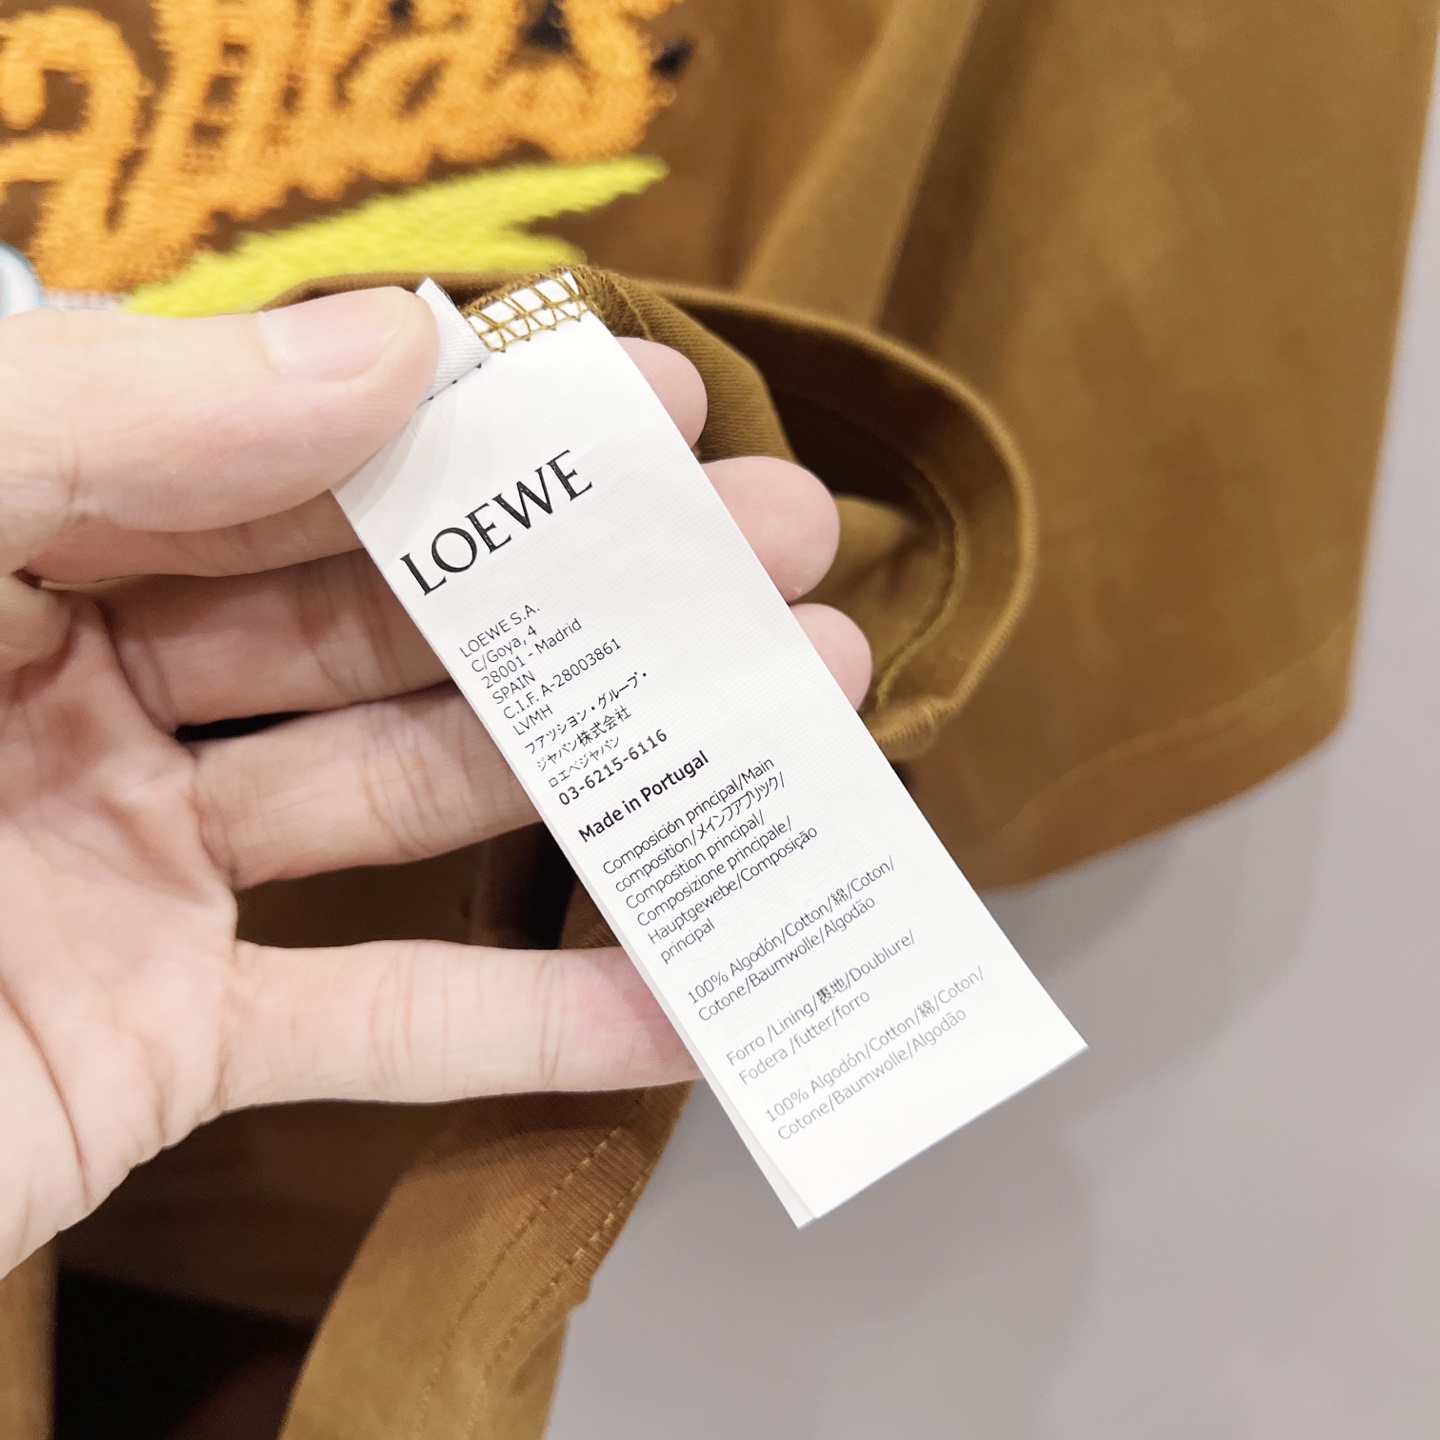 LOEWE
LOEWE S.A.
C/Goya, 4
28001 - Madrid
SPAIN
C.I.F. A-28003861
LVMH
ファッション・グループ・
ジャパン株式会社
ロエベジャパン
03-6215-6116
Made in Portugal
Composición principal/Main
composition/メインファブリック/
Composition principal/
Composizione principale/
Hauptgewebe/Composição
principal
100% Algodón/Cotton/綿/Coton/
Cotone/Baumwolle/Algodão
Forro /Lining/裏地/Doublure/
Fodera /futter/forro
100% Algodón/Cotton/綿/Coton/
Cotone/Baumwolle/Algodão